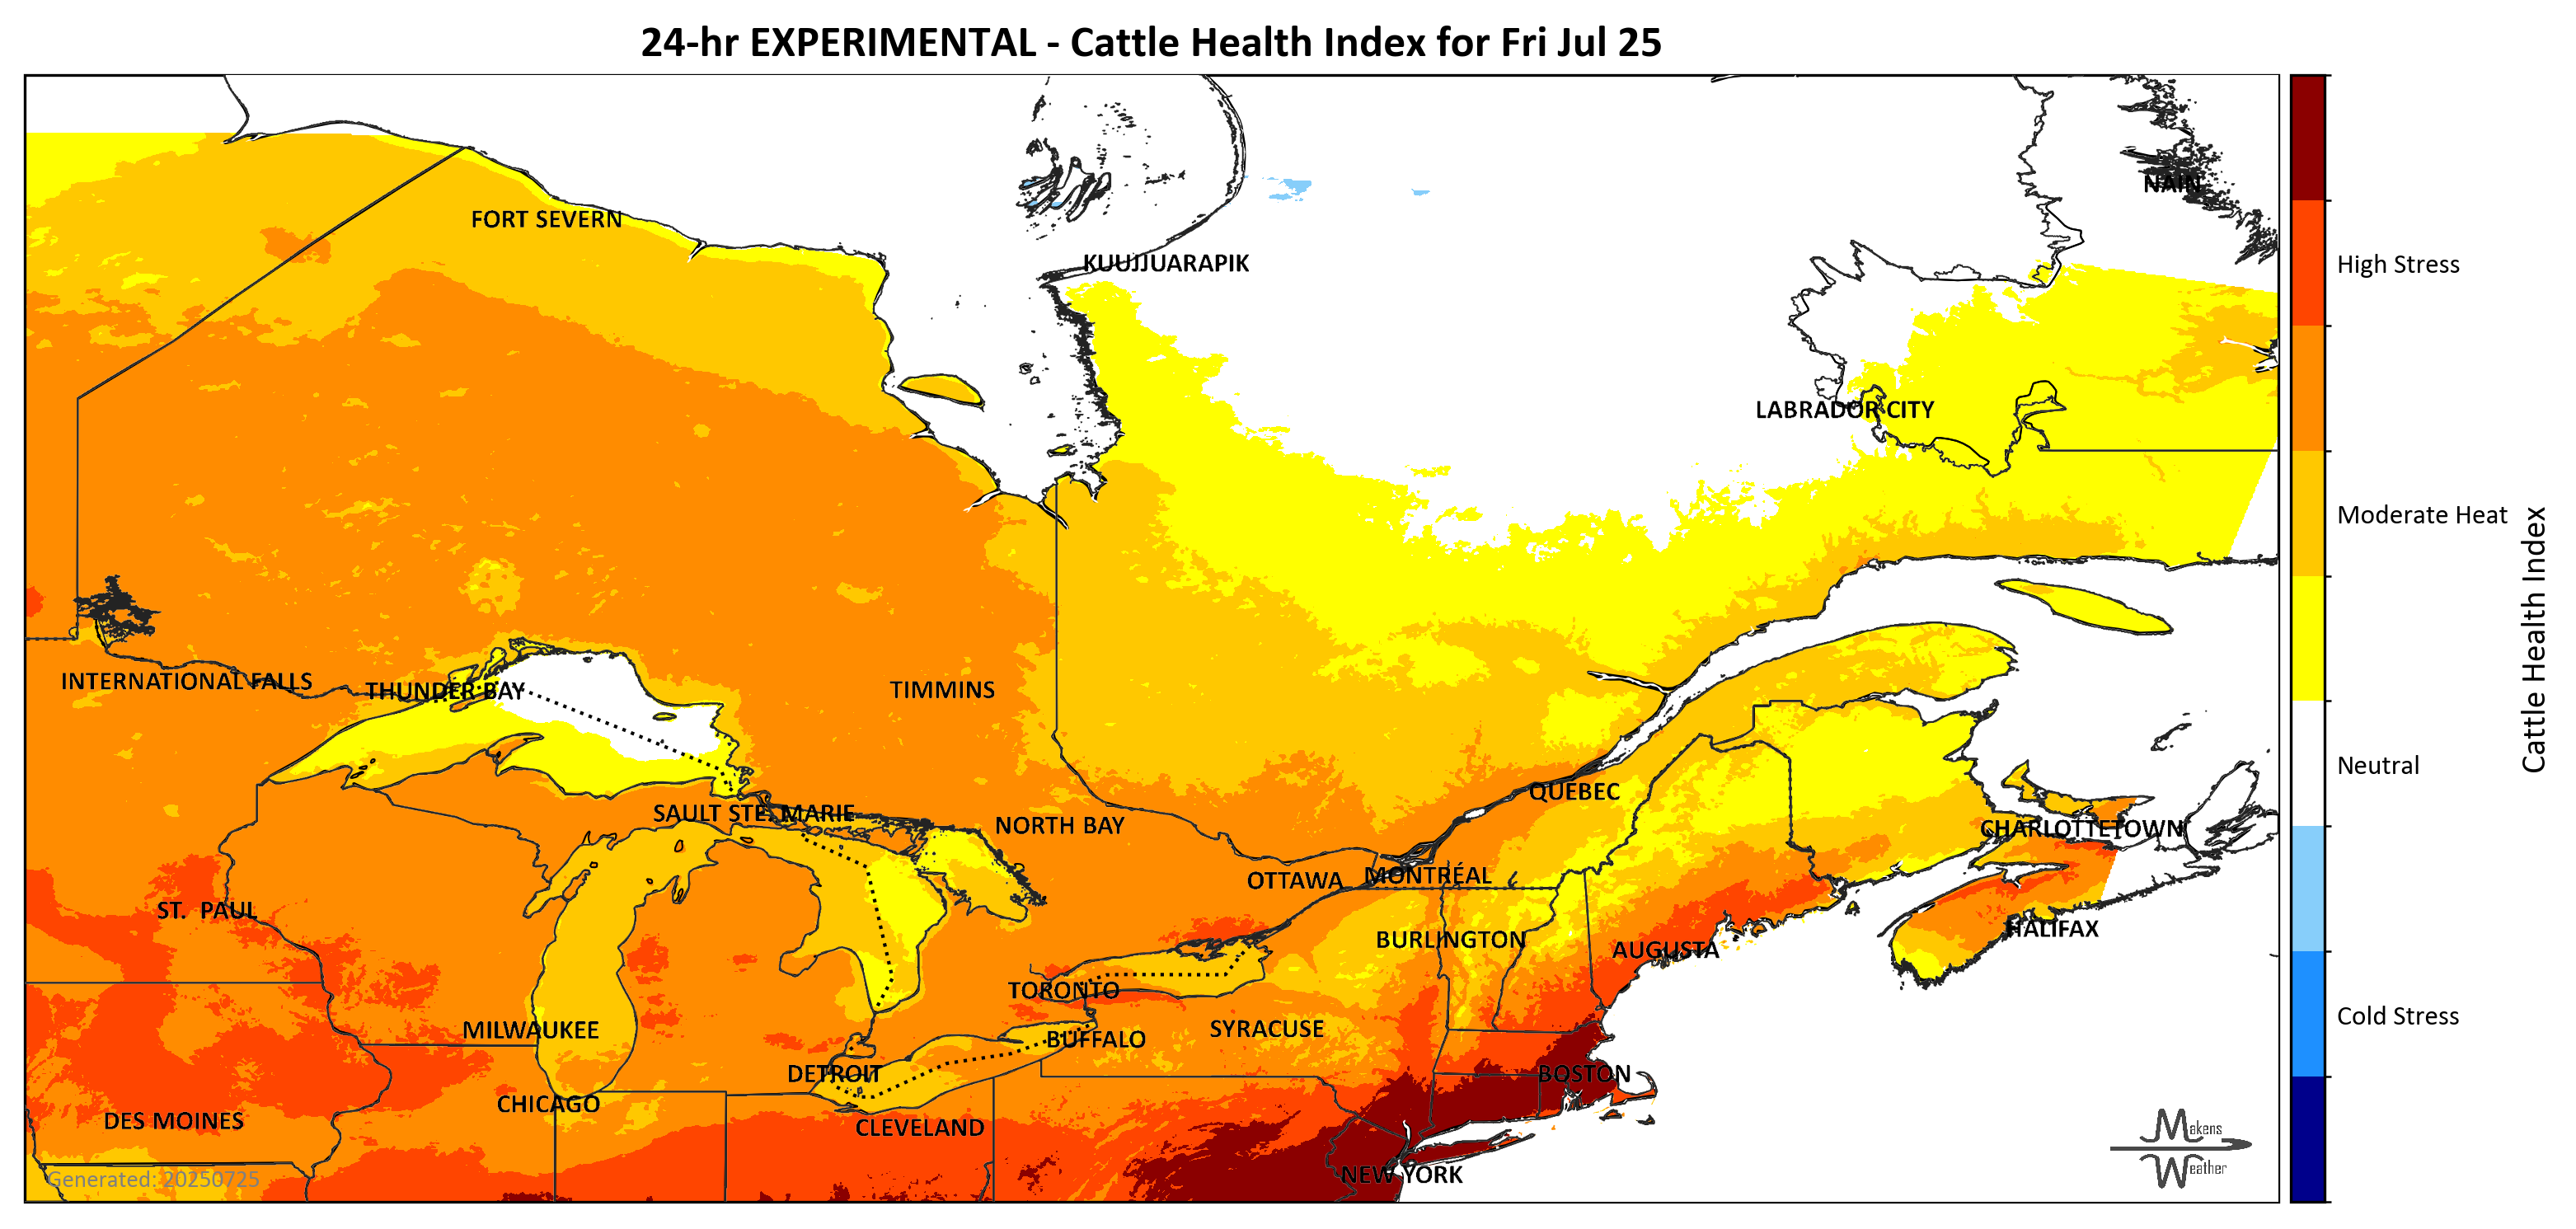 24-hr EXPERIMENTAL - Cattle Health Index for Fri Jul 25
NAIN
FORT SEVERN
KUUJJUARAPIK
High Stress
LABRADOR CITY
Moderate Heat
Cattle Health Index
INTERNATIONAL FALLS
THUNDER BAY
TIMMINS
Neutral
QUEBEC
SAULT STE. MARIE
NORTH BAY
CHARLOTTETOWN
OTTAWA
MONTRÉAL
ST. PAUL
HALIFAX
BURLINGTON
AUGUSTA
TORONTO
Cold Stress
MILWAUKEE
SYRACUSE
BUFFALO
DETROIT
BOSTON
CHICAGO
DES MOINES
CLEVELAND
Makens
Weather
NEW YORK
Generated: 20250725